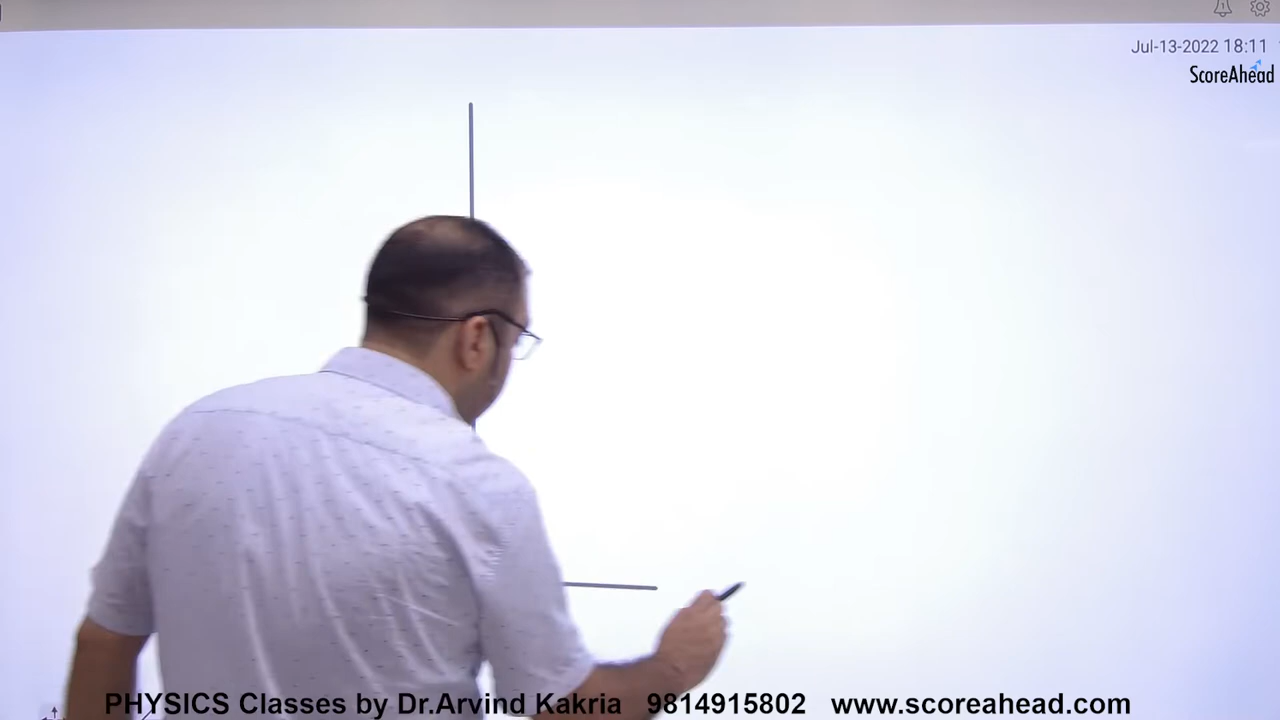 Jul-13-2022 18:11
ScoreAhead
PHYSICS Classes by Dr.Arvind Kakria 9814915802 www.scoreahead.com